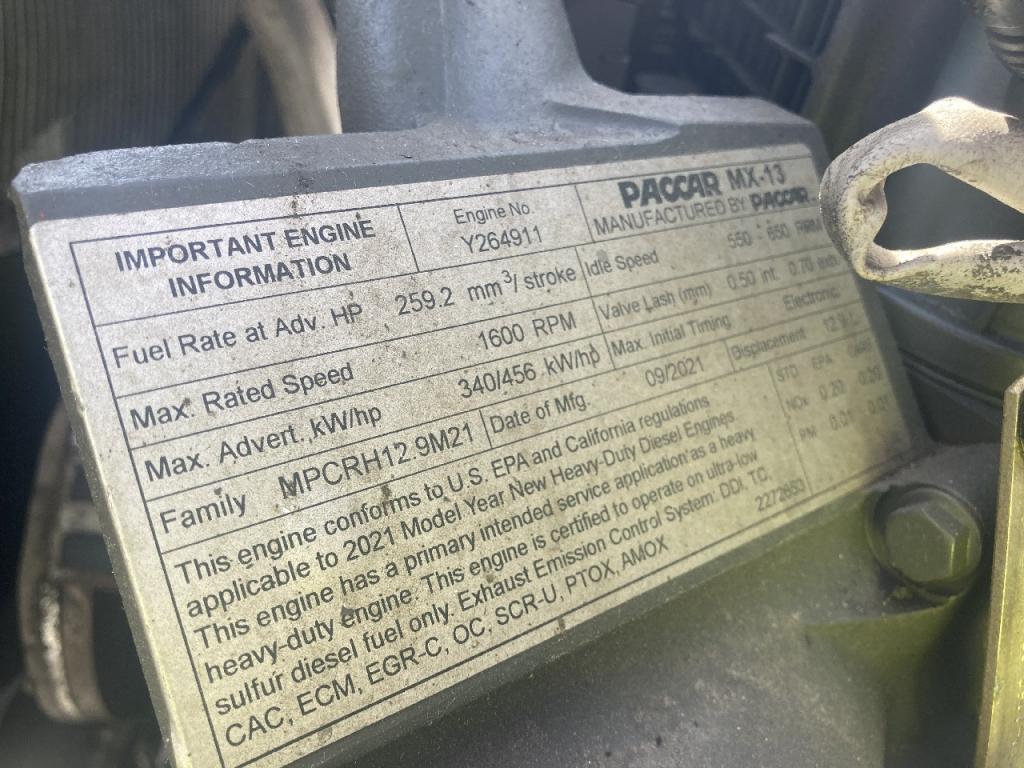 IMPORTANT ENGINE
INFORMATION
Engine No.
Y264911
PACCAR MX-13
MANUFACTURED BY PACCAR
Fuel Rate at Adv. HP 259.2 mm³/ stroke
Idle Speed 550 - 650 RPM
Max. Rated Speed 1600 RPM
Valve Lash (mm) 0.50 int. 0.70 exh
Max. Advert. kW/hp 340/456 kW/hp
Max. Initial Timing Electronic
Family MPCRH12.9M21
Date of Mfg. 09/2021
Displacement 12.9 L
This engine conforms to U.S. EPA and California regulations
applicable to 2021 Model Year New Heavy-Duty Diesel Engines
This engine has a primary intended service application as a heavy
heavy-duty engine. This engine is certified to operate on ultra-low
sulfur diesel fuel only. Exhaust Emission Control System: DDI, TC,
CAC, ECM, EGR-C, OC, SCR-U, PTOX, AMOX
2272653
STD EPA CARB
NOx 0.20 0.20
PM 0.01 0.01